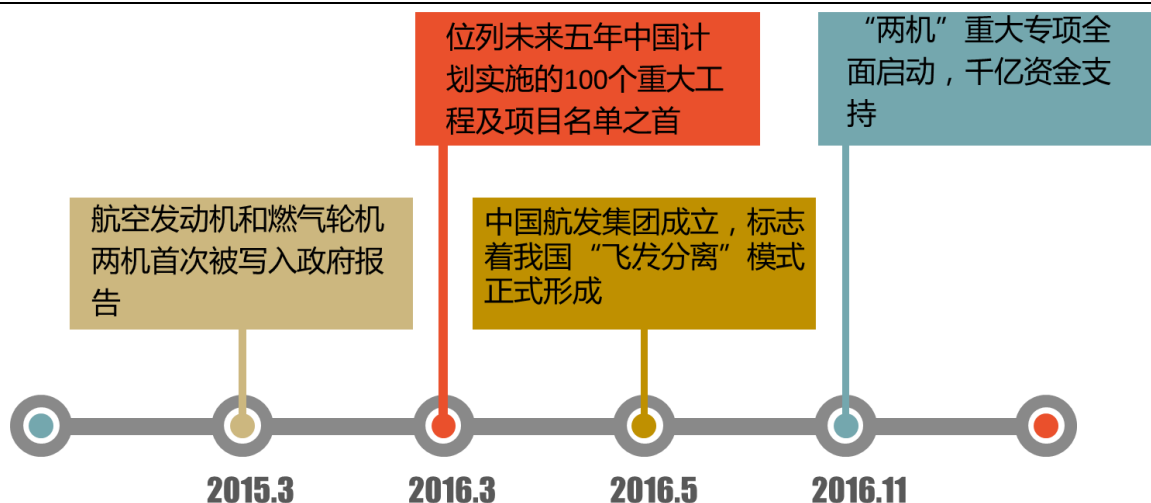 位列未来五年中国计
划实施的100个重大工
程及项目名单之首
“两机”重大专项全
面启动，千亿资金支
持
航空发动机和燃气轮机
两机首次被写入政府报
告
中国航发集团成立，标志
着我国“飞发分离”模式
正式形成
2015.3
2016.3
2016.5
2016.11